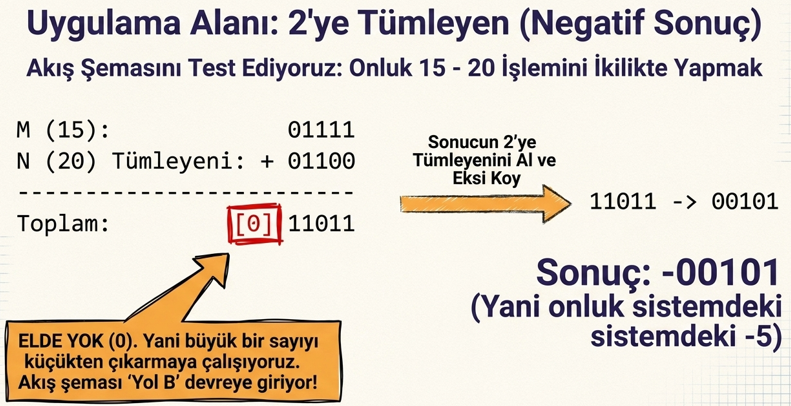 Uygulama Alanı: 2'ye Tümleyen (Negatif Sonuç)
Akış Şemasını Test Ediyoruz: Onluk 15 - 20 İşlemini İkilikte Yapmak
M (15): 01111
N (20) Tümleyeni: + 01100
-------------------------
Toplam: [0] 11011
Sonucun 2’ye
Tümleyenini Al ve
Eksi Koy
11011 -> 00101
Sonuç: -00101
(Yani onluk sistemdeki
sistemdeki -5)
ELDE YOK (0). Yani büyük bir sayıyı
küçükten çıkarmaya çalışıyoruz.
Akış şeması ‘Yol B’ devreye giriyor!